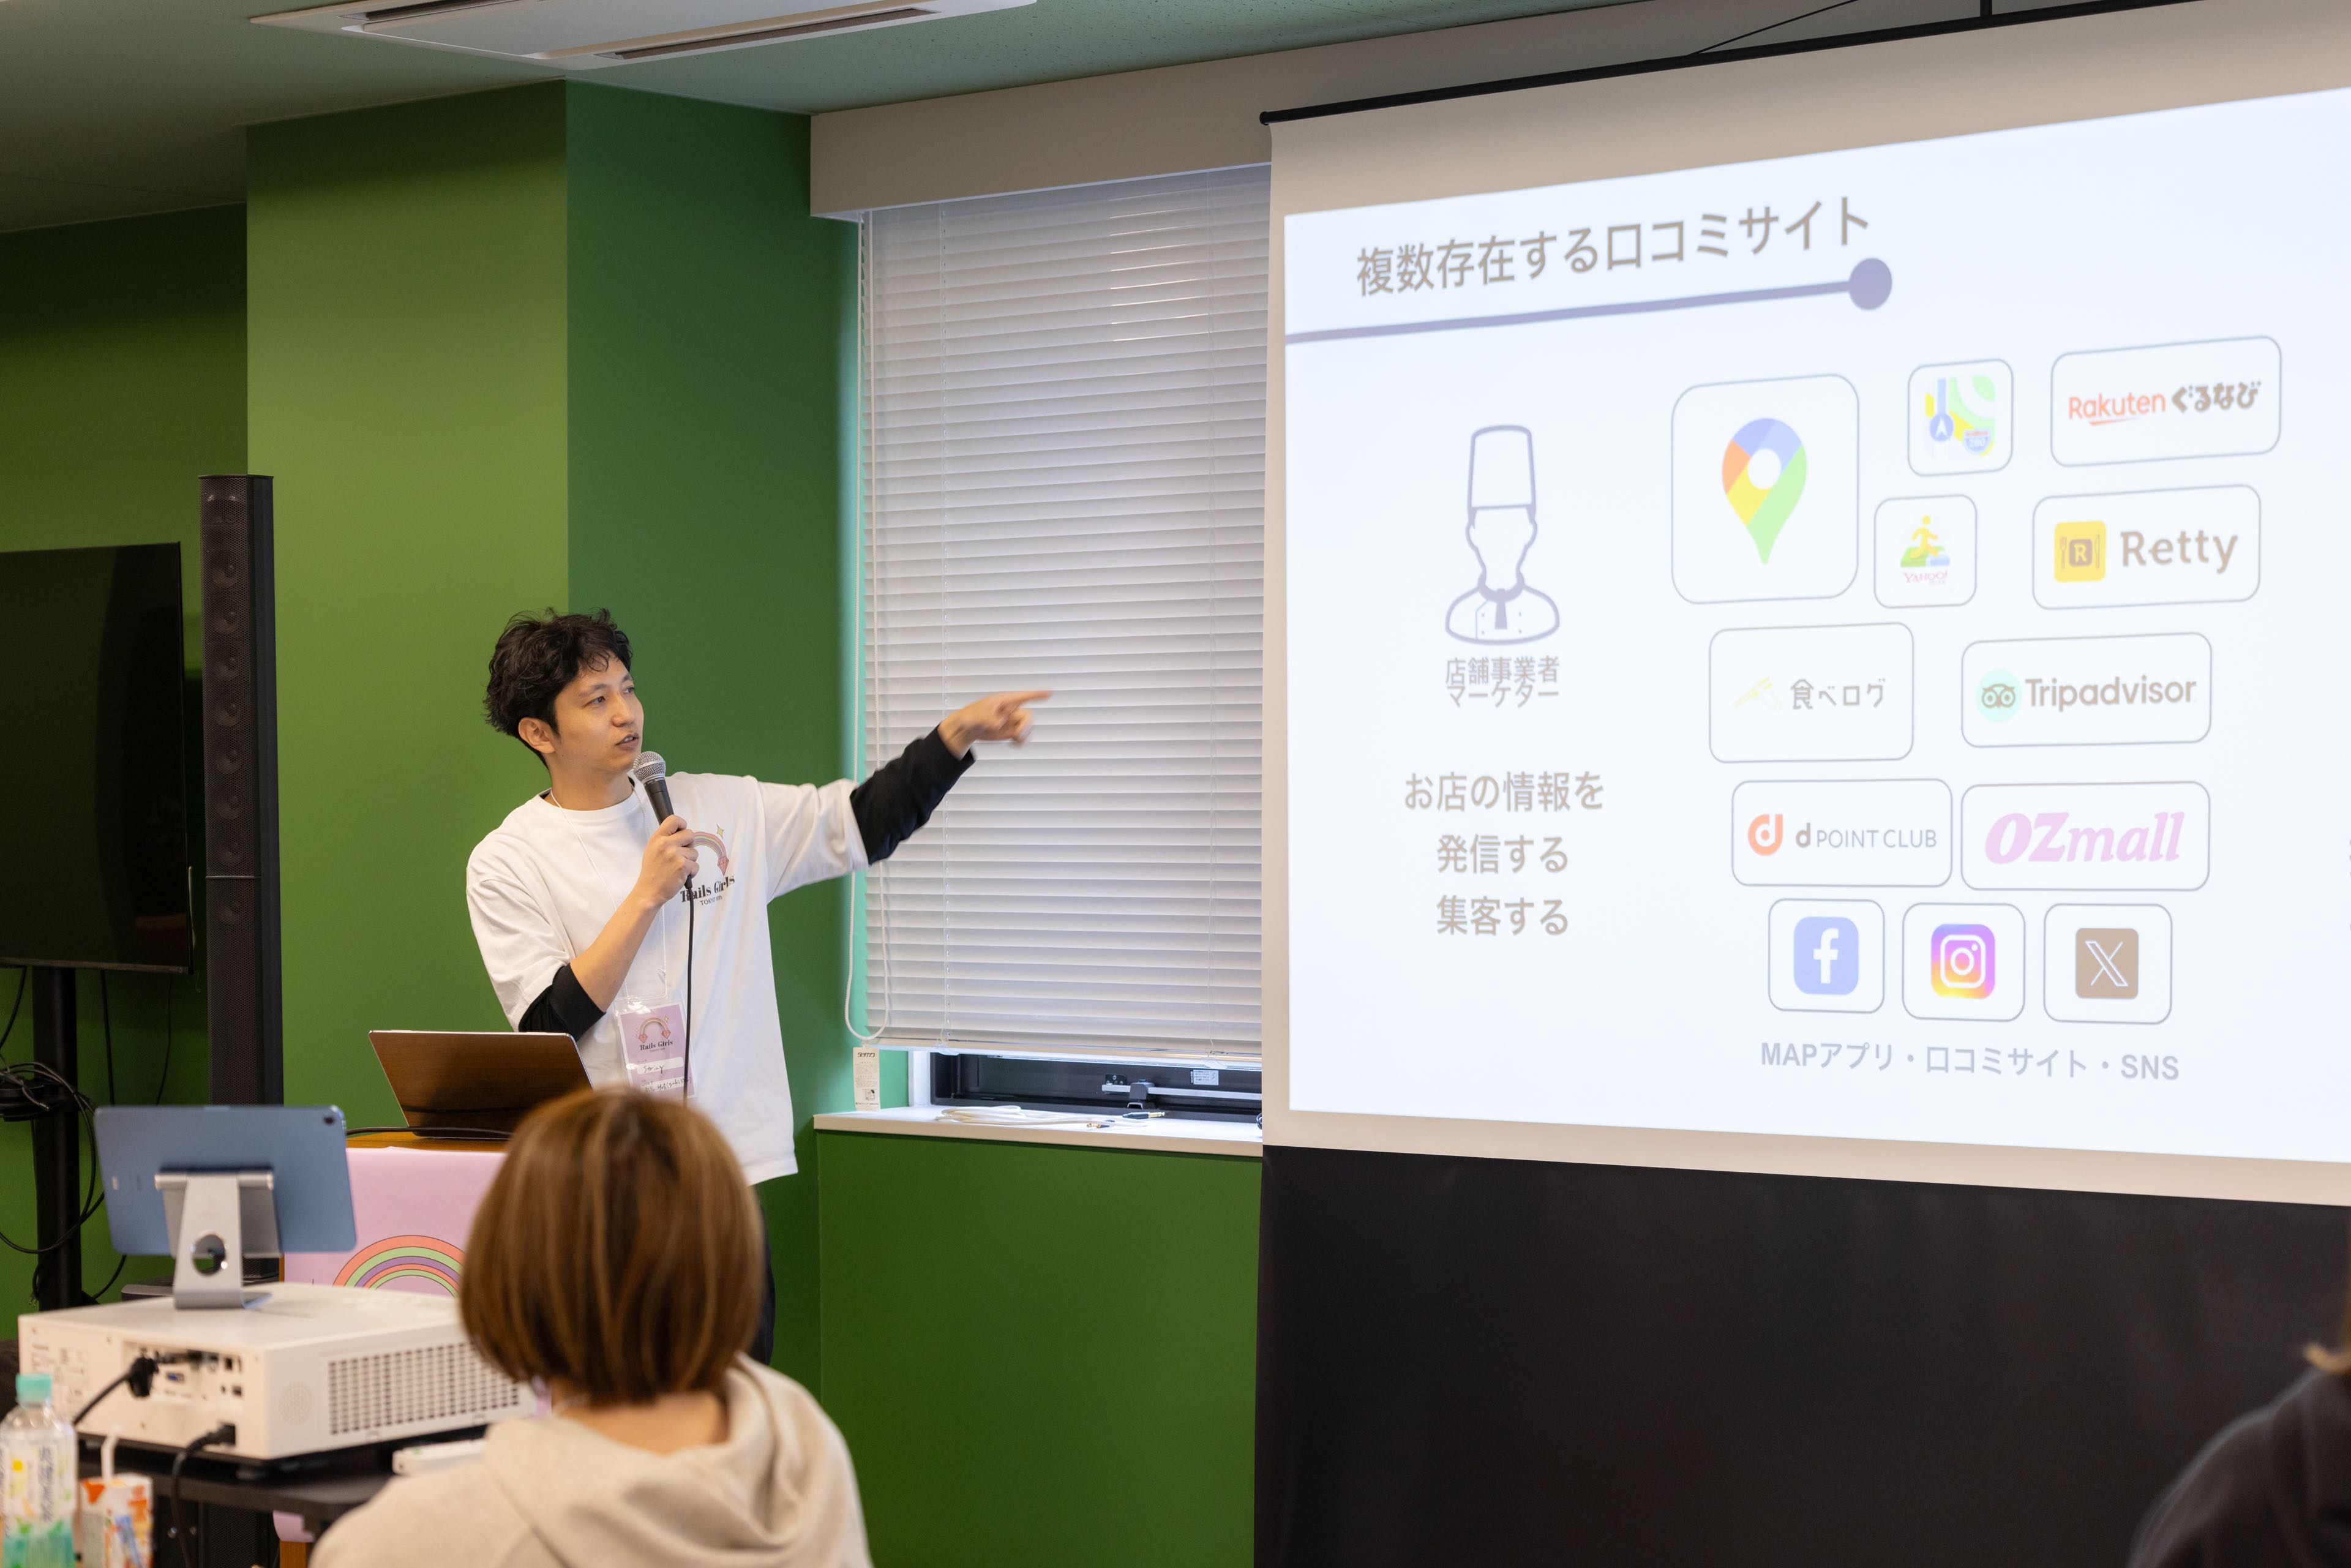 複数存在する口コミサイト
Rakuten ぐるなび
YAHOO!
R Retty
食べログ
Tripadvisor
店舗事業者
マーケター
お店の情報を
発信する
集客する
d POINT CLUB
OZmall
MAPアプリ・口コミサイト・SNS
Rails Girls
Rails Girls